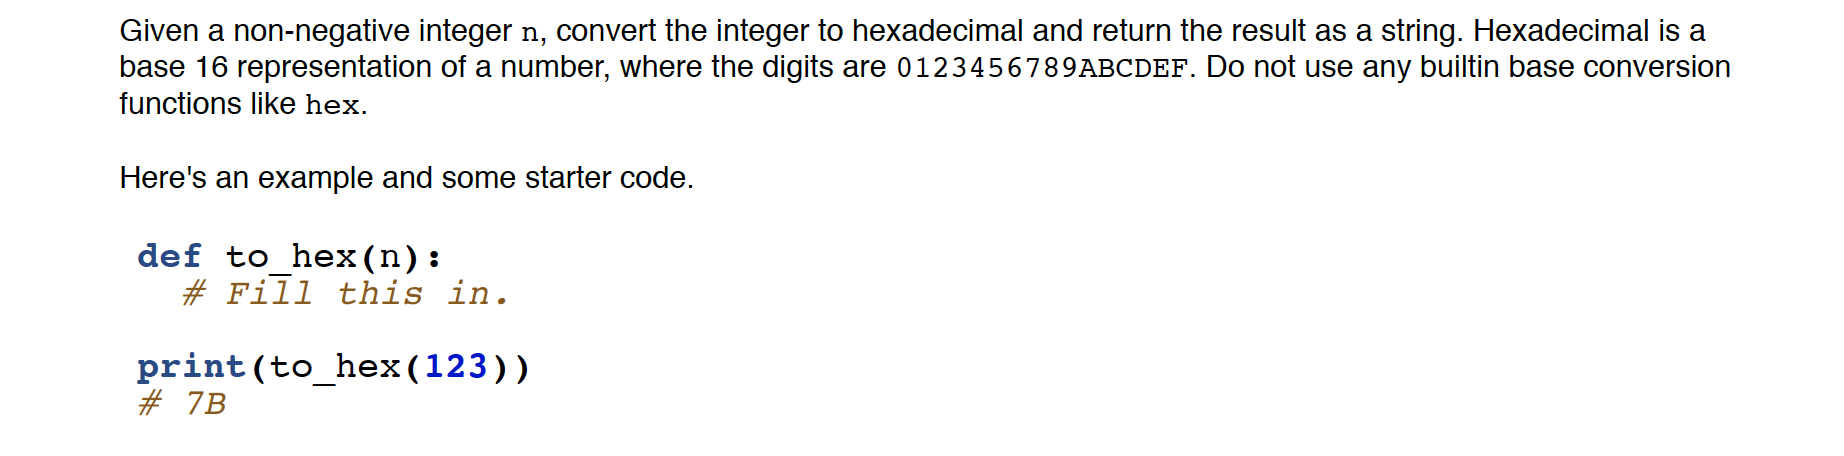 Given a non-negative integer n, convert the integer to hexadecimal and return the result as a string. Hexadecimal is a
base 16 representation of a number, where the digits are 0123456789ABCDEF. Do not use any builtin base conversion
functions like hex.
Here's an example and some starter code.
def to_hex(n):
  # Fill this in.
print(to_hex(123))
# 7B